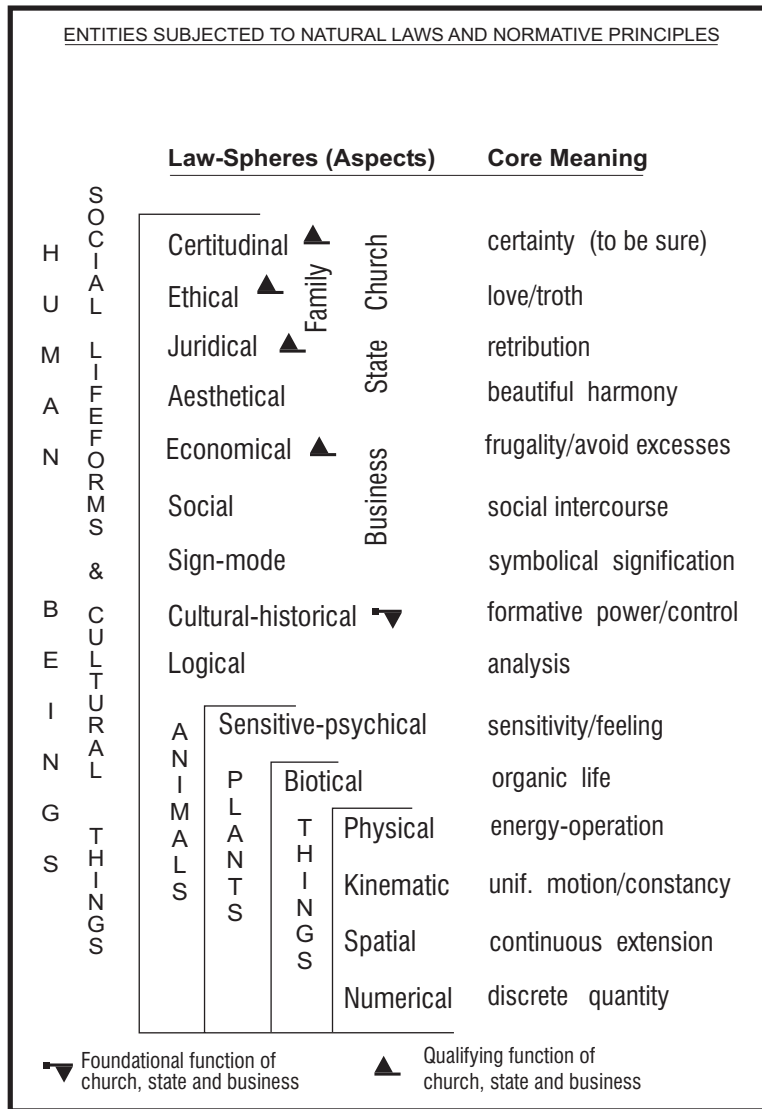 ENTITIES SUBJECTED TO NATURAL LAWS AND NORMATIVE PRINCIPLES
Law-Spheres (Aspects) Core Meaning
HUMAN BEINGS
SOCIAL LIFEFORMS & CULTURAL THINGS
Certitudinal certainty (to be sure)
Ethical love/troth
Juridical retribution
Aesthetical beautiful harmony
Economical frugality/avoid excesses
Social social intercourse
Sign-mode symbolical signification
Cultural-historical formative power/control
Logical analysis
Family
Church
State
Business
ANIMALS
Sensitive-psychical sensitivity/feeling
PLANTS
Biotical organic life
THINGS
Physical energy-operation
Kinematic unif. motion/constancy
Spatial continuous extension
Numerical discrete quantity
Foundational function of
church, state and business
Qualifying function of
church, state and business